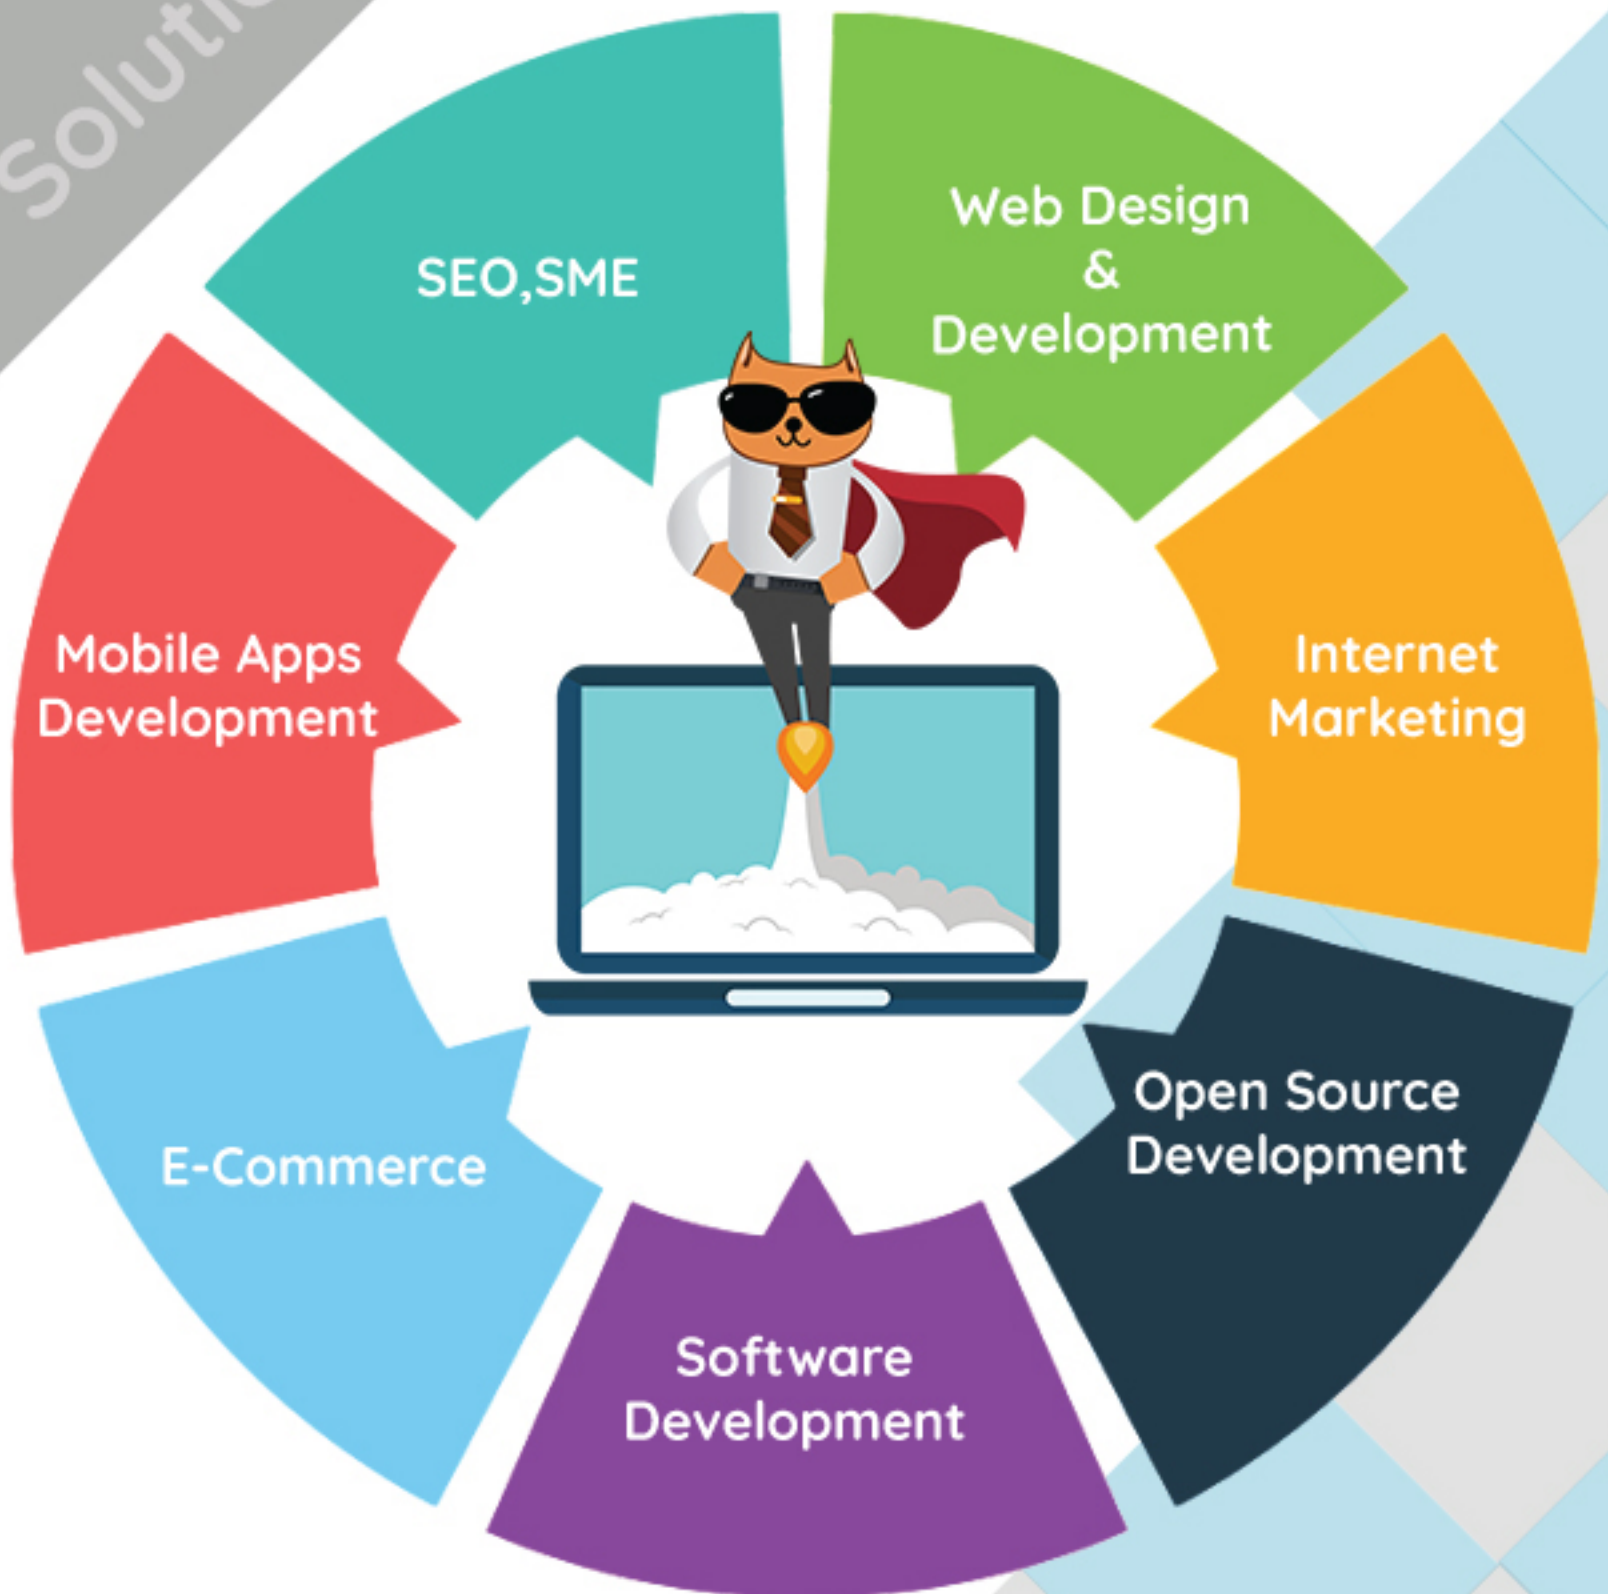 SEO,SME
Web Design
&
Development
Internet
Marketing
Open Source
Development
Software
Development
E-Commerce
Mobile Apps
Development